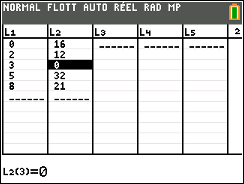 NORMAL FLOTT AUTO RÉEL RAD MP
L1 L2 L3 L4 L5 2
0 16 ------ ------ ------
2 12
3 0
5 32
8 21
------ ------
L2(3)=0